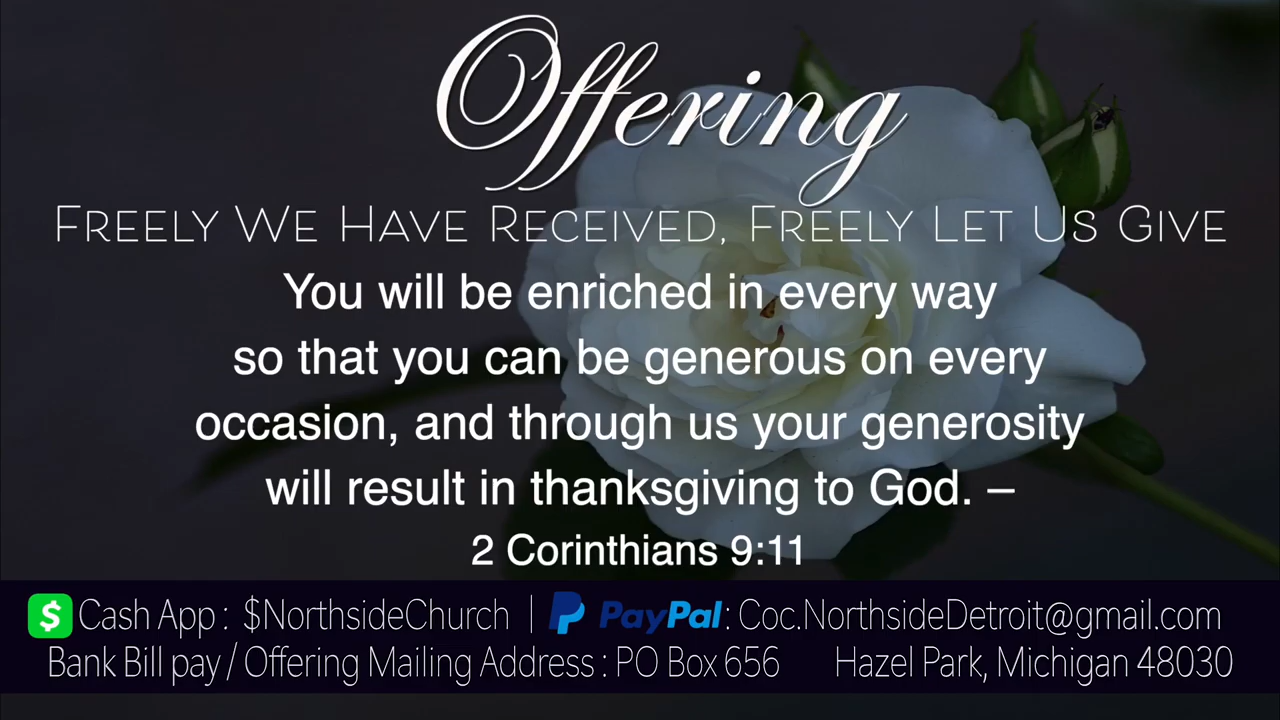 Offering
Freely We Have Received, Freely Let Us Give
You will be enriched in every way
so that you can be generous on every
occasion, and through us your generosity
will result in thanksgiving to God. –
2 Corinthians 9:11
$ Cash App : $NorthsideChurch | PayPal : Coc.NorthsideDetroit@gmail.com
Bank Bill pay / Offering Mailing Address : PO Box 656 Hazel Park, Michigan 48030